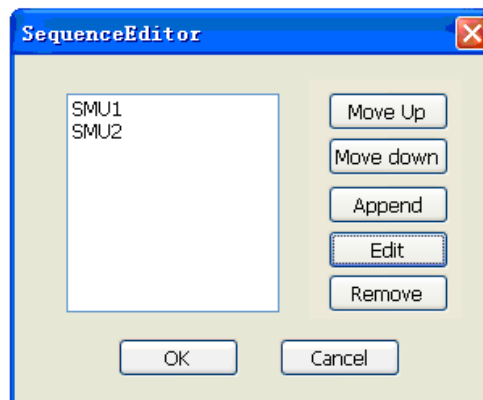 SequenceEditor
SMU1
SMU2
Move Up
Move down
Append
Edit
Remove
OK
Cancel